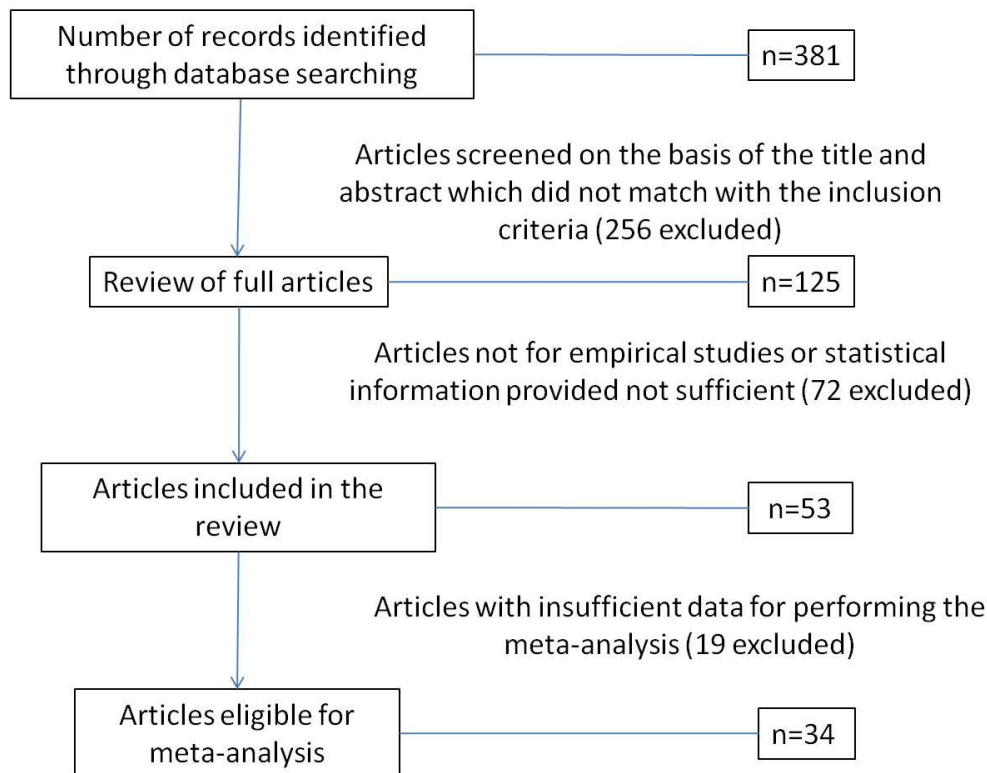 Number of records identified
through database searching
n=381
Articles screened on the basis of the title and
abstract which did not match with the inclusion
criteria (256 excluded)
Review of full articles
n=125
Articles not for empirical studies or statistical
information provided not sufficient (72 excluded)
Articles included in the
review
n=53
Articles with insufficient data for performing the
meta-analysis (19 excluded)
Articles eligible for
meta-analysis
n=34